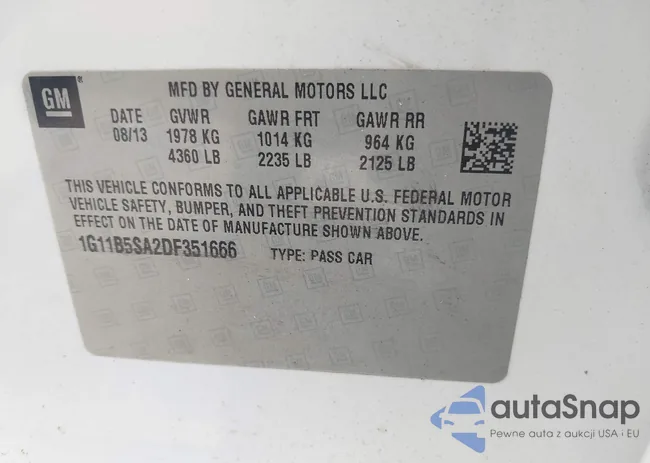 GM
MFD BY GENERAL MOTORS LLC
DATE GVWR GAWR FRT GAWR RR
08/13 1978 KG 1014 KG 964 KG
4360 LB 2235 LB 2125 LB
THIS VEHICLE CONFORMS TO ALL APPLICABLE U.S. FEDERAL MOTOR
VEHICLE SAFETY, BUMPER, AND THEFT PREVENTION STANDARDS IN
EFFECT ON THE DATE OF MANUFACTURE SHOWN ABOVE.
1G11B5SA2DF351666 TYPE: PASS CAR
autoSnap
Pewne auta z aukcji USA i EU